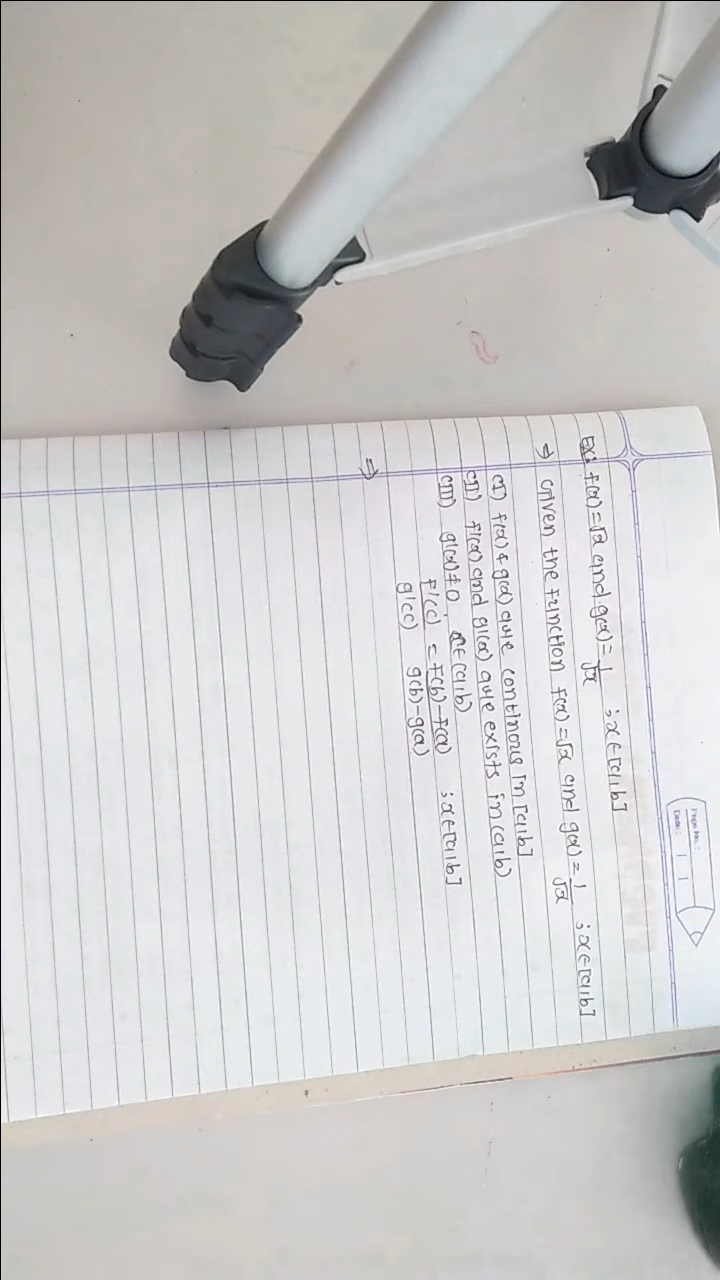 Page No.:
Date:
Ex: f(x)=√x and g(x)=1/√x ; x∈[a,b]
⇒ Given the function f(x)=√x and g(x)=1/√x ; x∈[a,b]
(I) f(x) & g(x) are continous in [a,b]
(II) f'(x) and g'(x) are exists in (a,b)
(III) g'(x)≠0, x∈(a,b)
f'(c)/g'(c) = f(b)-f(a)/g(b)-g(a) ; x∈[a,b]
⇒